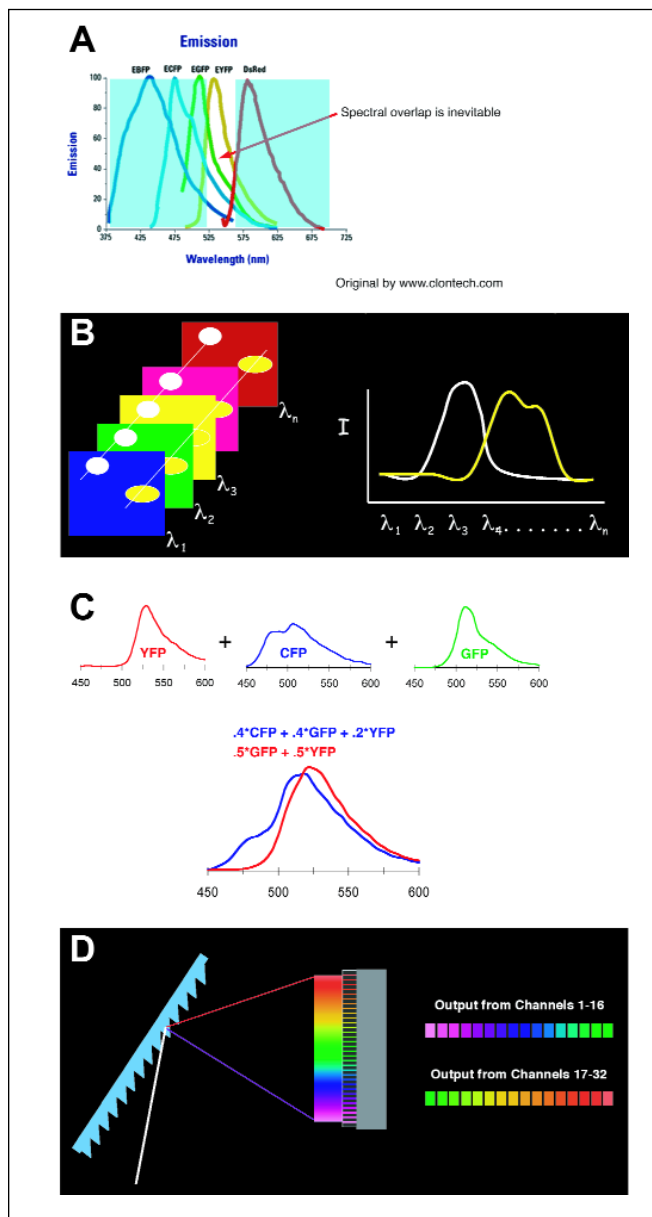 A
Emission
EBFP ECFP EGFP EYFP DsRed
100
80
60
40
20
0
Emission
Spectral overlap is inevitable
375 425 475 525 575 625 675 725
Wavelength (nm)
Original by www.clontech.com
B
λn
λ3
λ2
λ1
I
λ1 λ2 λ3 λ4 . . . . . . . λn
C
YFP + CFP + GFP
450 500 550 600 450 500 550 600 450 500 550 600
.4*CFP + .4*GFP + .2*YFP
.5*GFP + .5*YFP
450 500 550 600
D
Output from Channels 1-16
Output from Channels 17-32